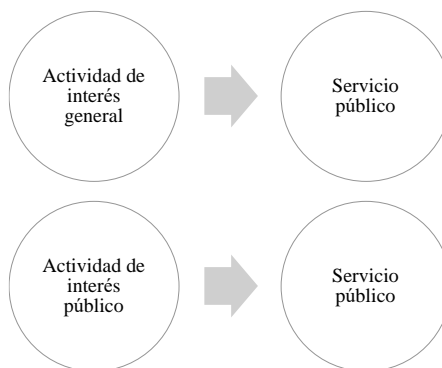 Actividad de
interés
general
Servicio
público
Actividad de
interés
público
Servicio
público